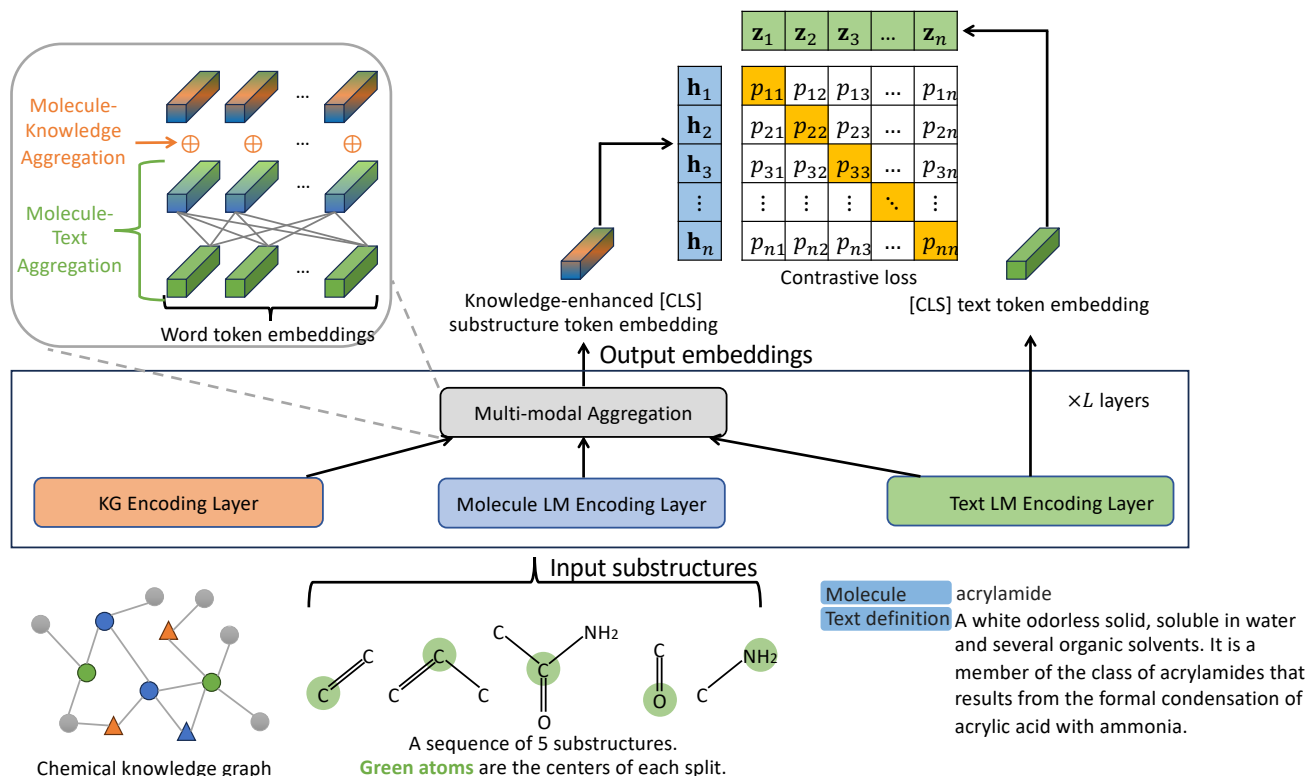 Molecule-
Knowledge
Aggregation
Molecule-
Text
Aggregation
...
⊕ ⊕ ... ⊕
...
...
Word token embeddings
z1 z2 z3 ... zn
h1 p11 p12 p13 ... p1n
h2 p21 p22 p23 ... p2n
h3 p31 p32 p33 ... p3n
⋮ ⋮ ⋮ ⋮ ⋱ ⋮
hn pn1 pn2 pn3 ... pnn
Contrastive loss
Knowledge-enhanced [CLS]
substructure token embedding
[CLS] text token embedding
Output embeddings
×L layers
Multi-modal Aggregation
KG Encoding Layer
Molecule LM Encoding Layer
Text LM Encoding Layer
Input substructures
C C
C C C
C C NH2 O
C O
C NH2
A sequence of 5 substructures.
Green atoms are the centers of each split.
Chemical knowledge graph
Molecule acrylamide
Text definition A white odorless solid, soluble in water
and several organic solvents. It is a
member of the class of acrylamides that
results from the formal condensation of
acrylic acid with ammonia.